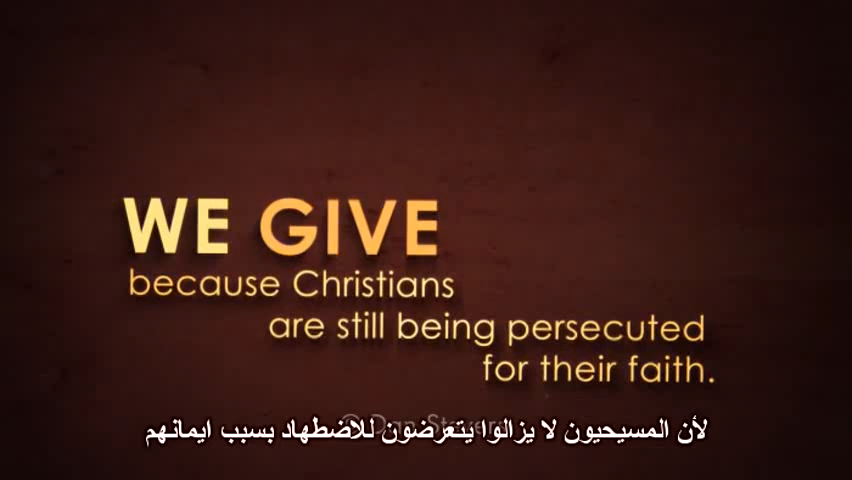 WE GIVE
because Christians
are still being persecuted
for their faith.
لأن المسيحيون لا يزالوا يتعرضون للاضطهاد بسبب ايمانهم